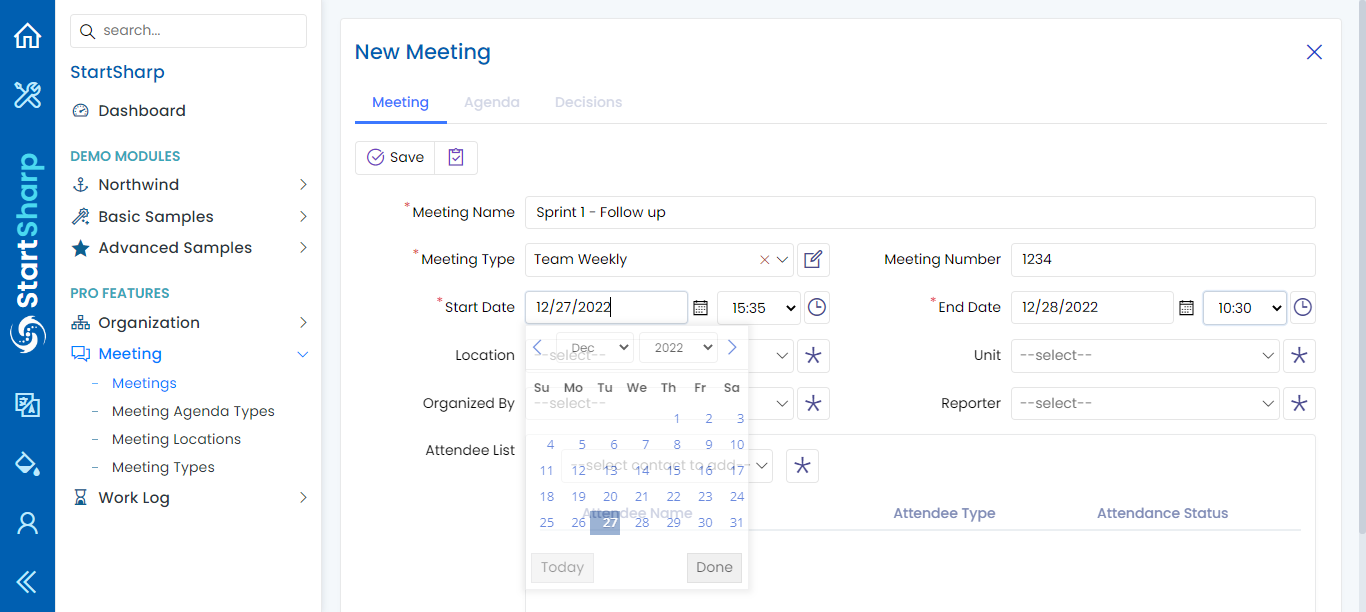 search...
StartSharp
Dashboard
DEMO MODULES
Northwind
Basic Samples
Advanced Samples
PRO FEATURES
Organization
Meeting
Meetings
Meeting Agenda Types
Meeting Locations
Meeting Types
Work Log
StartSharp
New Meeting
Meeting Agenda Decisions
Save
*Meeting Name Sprint 1 - Follow up
*Meeting Type Team Weekly Meeting Number 1234
*Start Date 12/27/2022 15:35 *End Date 12/28/2022 10:30
Location --select-- Unit --select--
Organized By --select-- Reporter --select--
Attendee List
--select contact to add--
Attendee Name Attendee Type Attendance Status
Dec 2022
Su Mo Tu We Th Fr Sa
1 2 3
4 5 6 7 8 9 10
11 12 13 14 15 16 17
18 19 20 21 22 23 24
25 26 27 28 29 30 31
Today Done